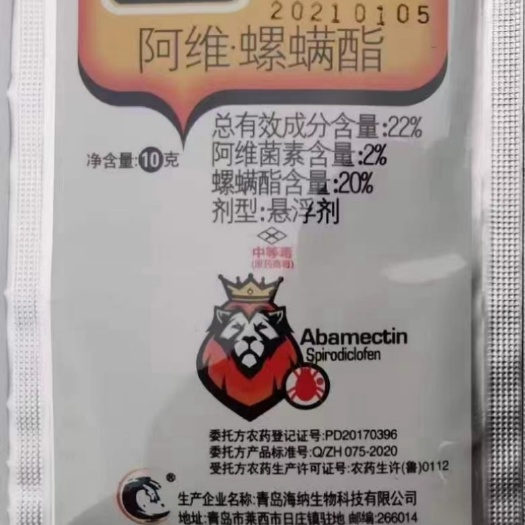 20210105
阿维·螺螨酯
总有效成分含量:22%
净含量:10克
阿维菌素含量:2%
螺螨酯含量:20%
剂型:悬浮剂
中等毒
(原药高毒)
Abamectin
Spirodiclofen
委托方农药登记证号:PD20170396
委托方产品标准号:Q/ZH 075-2020
受托方农药生产许可证号:农药生许(鲁)0112
®
生产企业名称:青岛海纳生物科技有限公司
地址:青岛市莱西市日庄镇驻地 邮编:266014